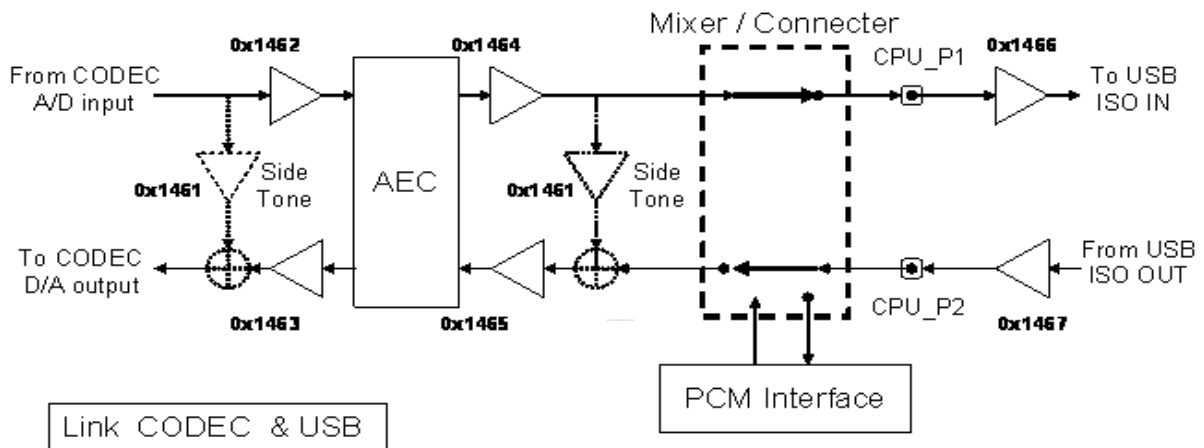 Mixer / Connecter
0x1462
0x1464
CPU_P1
0x1466
From CODEC
A/D input
To USB
ISO IN
0x1461
Side
Tone
AEC
0x1461
Side
Tone
To CODEC
D/A output
From USB
ISO OUT
0x1463
0x1465
CPU_P2
0x1467
PCM Interface
Link CODEC & USB